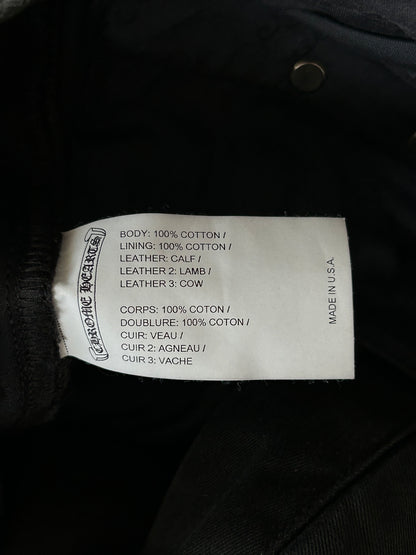 CHROME HEARTS
BODY: 100% COTTON /
LINING: 100% COTTON /
LEATHER: CALF /
LEATHER 2: LAMB /
LEATHER 3: COW
CORPS: 100% COTON /
DOUBLURE: 100% COTON /
CUIR: VEAU /
CUIR 2: AGNEAU /
CUIR 3: VACHE
MADE IN U.S.A.